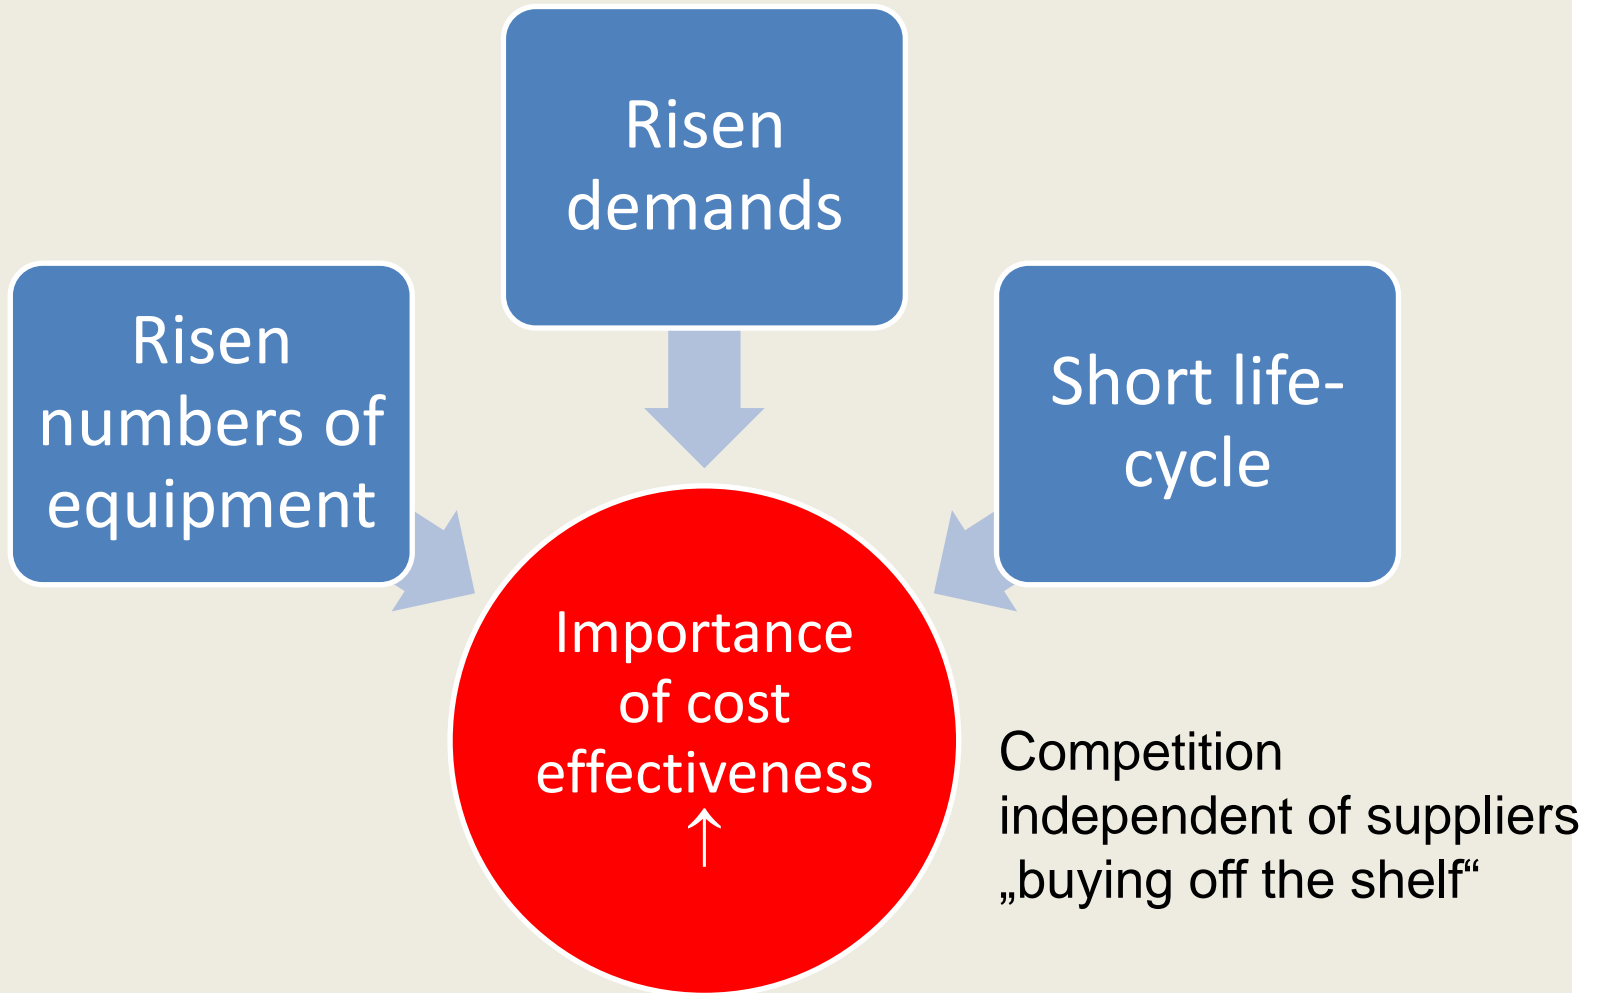 Risen
demands
Risen
numbers of
equipment
Short life-
cycle
Importance
of cost
effectiveness
↑
Competition
independent of suppliers
„buying off the shelf“